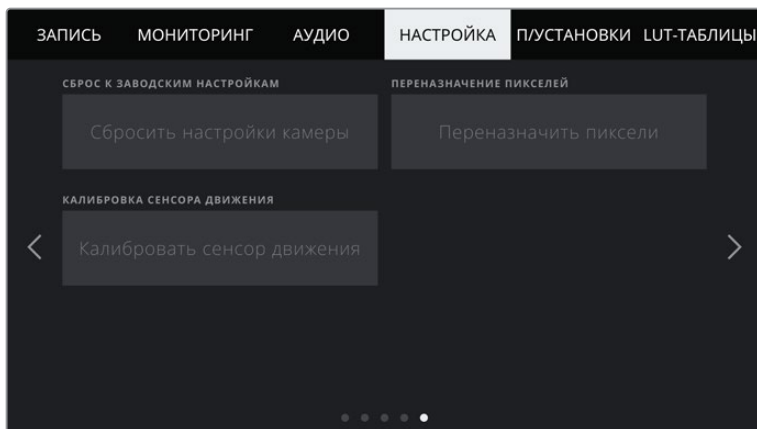 ЗАПИСЬ МОНИТОРИНГ АУДИО НАСТРОЙКА П/УСТАНОВКИ LUT-ТАБЛИЦЫ
СБРОС К ЗАВОДСКИМ НАСТРОЙКАМ ПЕРЕНАЗНАЧЕНИЕ ПИКСЕЛЕЙ
Сбросить настройки камеры Переназначить пиксели
КАЛИБРОВКА СЕНСОРА ДВИЖЕНИЯ
Калибровать сенсор движения